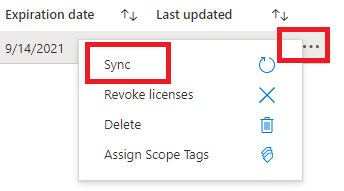 Expiration date Last updated
9/14/2021 ...
Sync
Revoke licenses
Delete
Assign Scope Tags